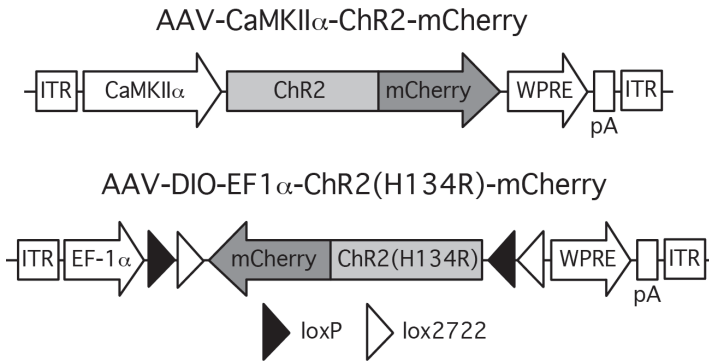 AAV-CaMKIIα-ChR2-mCherry
ITR CaMKIIα ChR2 mCherry WPRE ITR
pA
AAV-DIO-EF1α-ChR2(H134R)-mCherry
ITR EF-1α mCherry ChR2(H134R) WPRE ITR
pA
loxP lox2722